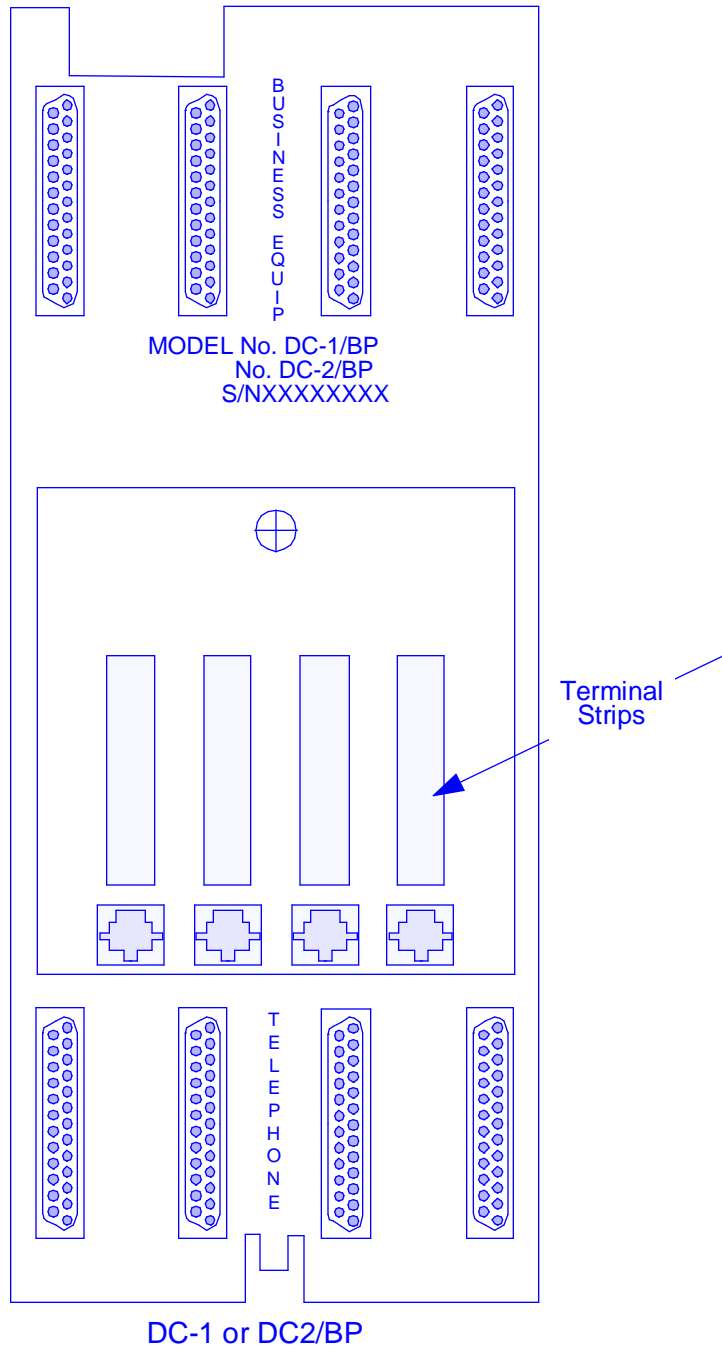 BUSINESS EQUIP
MODEL No. DC-1/BP
No. DC-2/BP
S/NXXXXXXXX
Terminal
Strips
TELEPHONE
DC-1 or DC2/BP